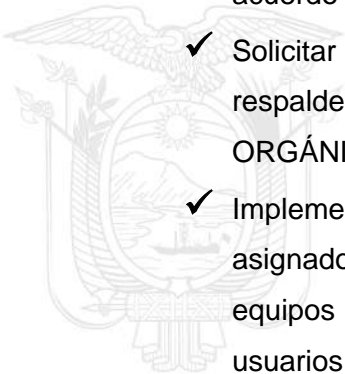 acuerdo
✓ Solicitar
respalde
ORGÁNI
✓ Impleme
asignado
equipos
usuarios